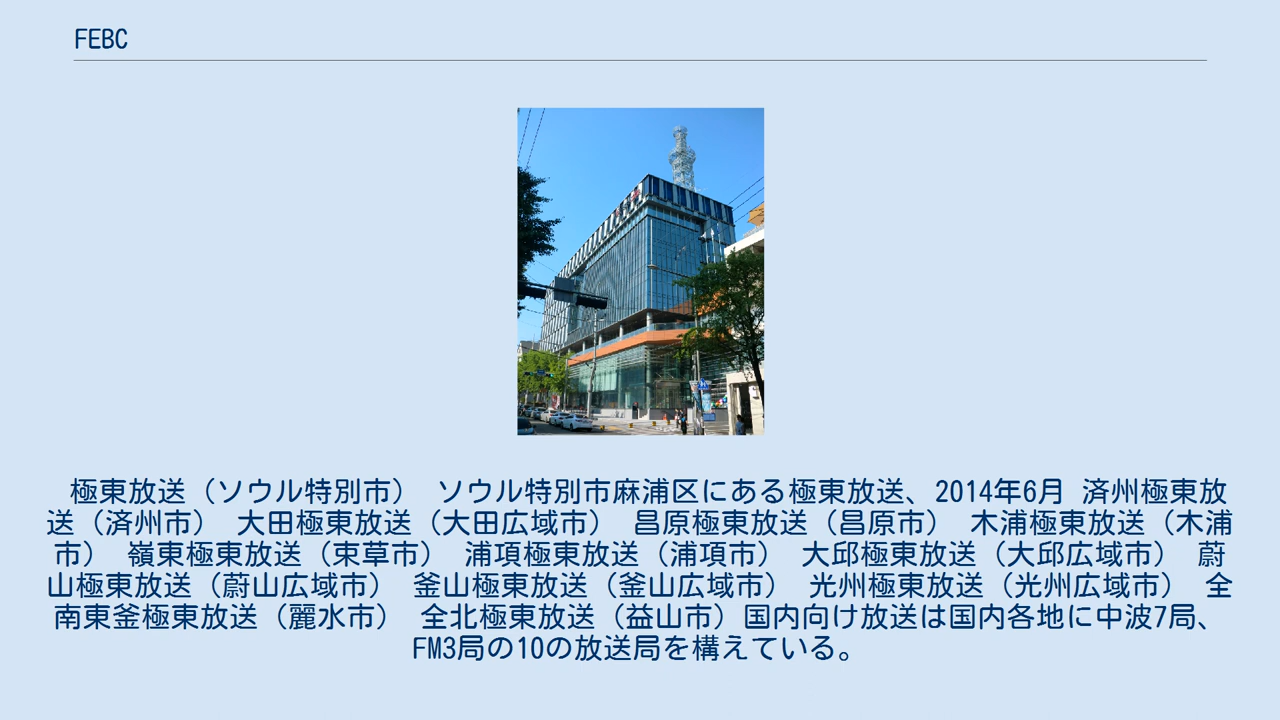 FEBC
極東放送（ソウル特別市） ソウル特別市麻浦区にある極東放送、2014年6月 済州極東放
送（済州市） 大田極東放送（大田広域市） 昌原極東放送（昌原市） 木浦極東放送（木浦
市） 嶺東極東放送（束草市） 浦項極東放送（浦項市） 大邱極東放送（大邱広域市） 蔚
山極東放送（蔚山広域市） 釜山極東放送（釜山広域市） 光州極東放送（光州広域市） 全
南東釜極東放送（麗水市） 全北極東放送（益山市）国内向け放送は国内各地に中波7局、
FM3局の10の放送局を構えている。